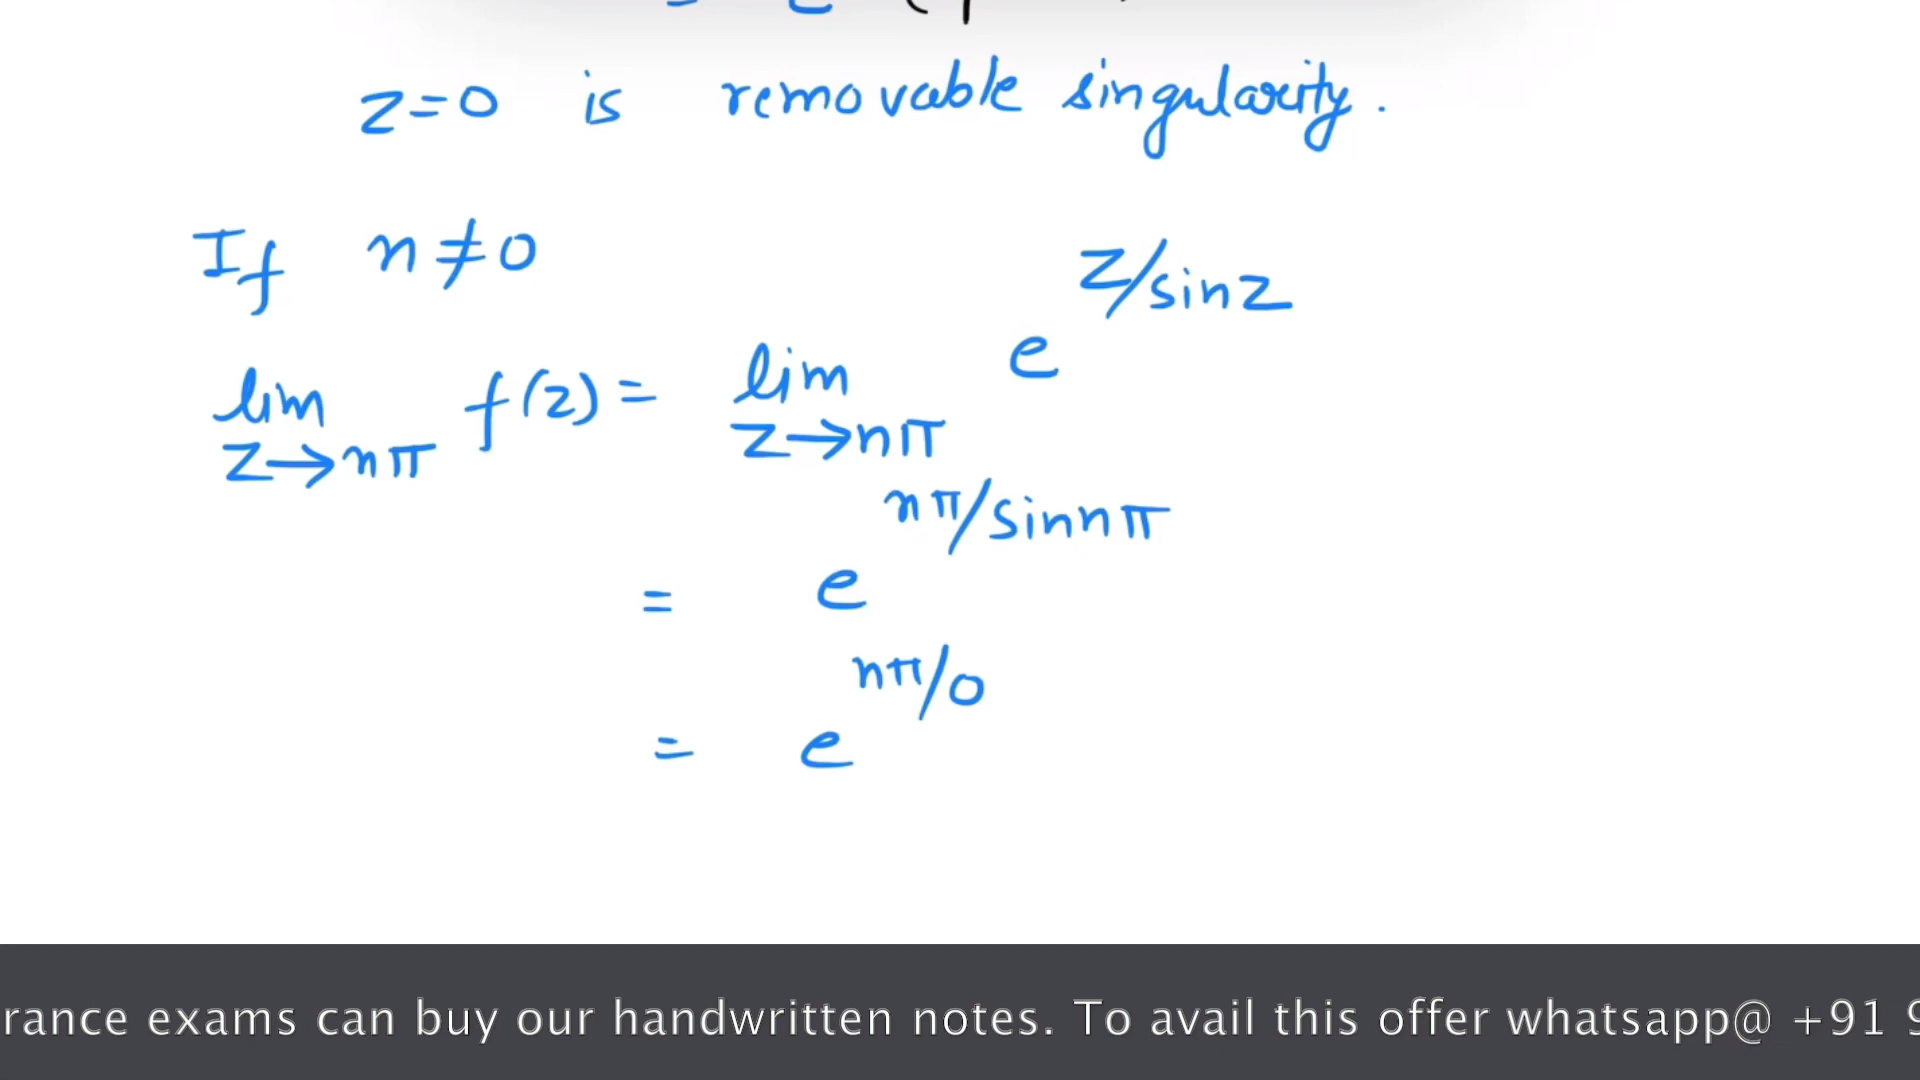 z=0 is removable singularity.
If n≠0
lim z→nπ f(z) = lim z→nπ e^{z/sinz}
= e^{nπ/sinnπ}
= e^{nπ/0}
rance exams can buy our handwritten notes. To avail this offer whatsapp@ +91 9